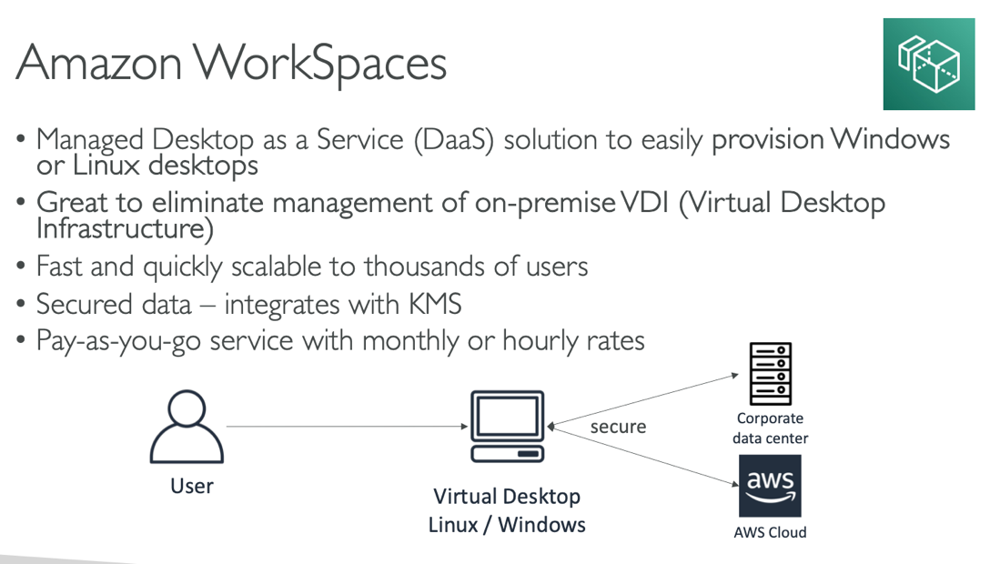 Amazon WorkSpaces
• Managed Desktop as a Service (DaaS) solution to easily provision Windows
or Linux desktops
• Great to eliminate management of on-premise VDI (Virtual Desktop
Infrastructure)
• Fast and quickly scalable to thousands of users
• Secured data – integrates with KMS
• Pay-as-you-go service with monthly or hourly rates
User
Virtual Desktop
Linux / Windows
secure
Corporate
data center
aws
AWS Cloud